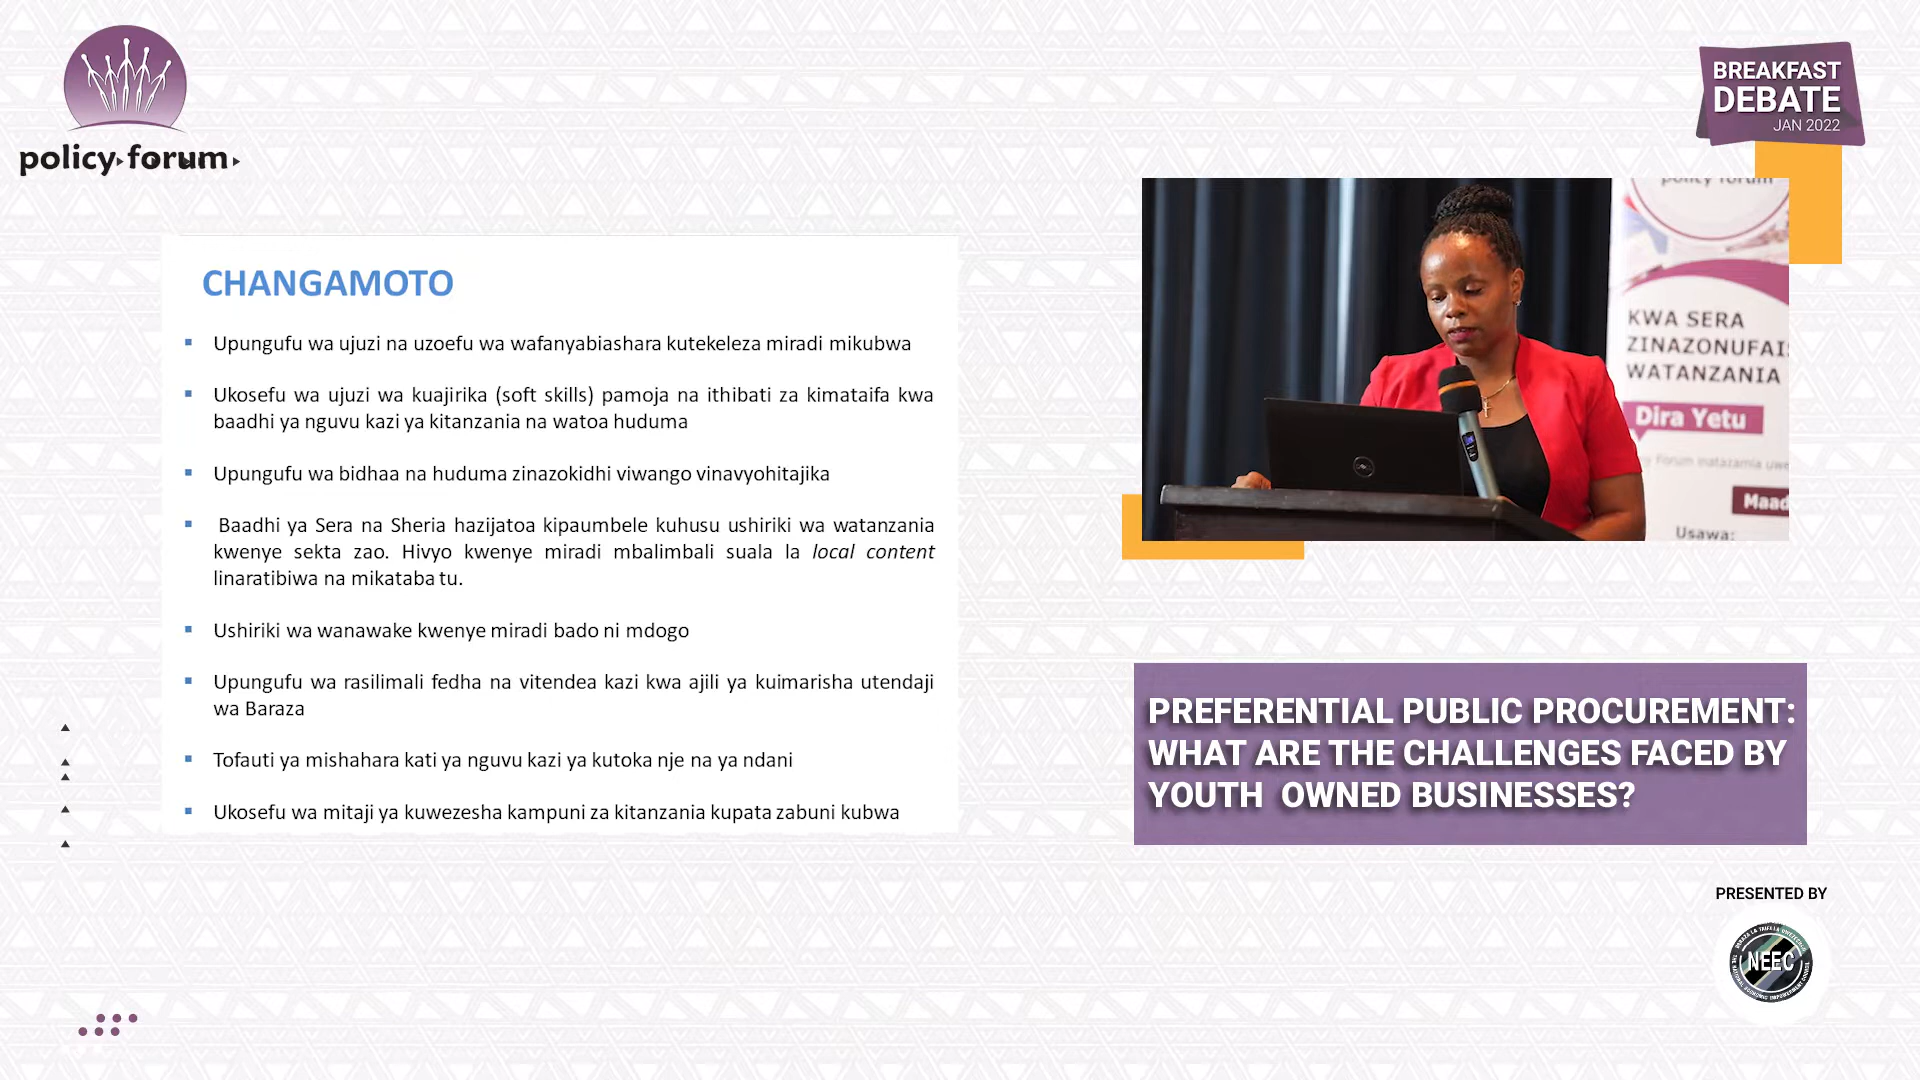 policy forum
BREAKFAST
DEBATE
JAN 2022
CHANGAMOTO
Upungufu wa ujuzi na uzoefu wa wafanyabiashara kutekeleza miradi mikubwa
Ukosefu wa ujuzi wa kuajirika (soft skills) pamoja na ithibati za kimataifa kwa
baadhi ya nguvu kazi ya kitanzania na watoa huduma
Upungufu wa bidhaa na huduma zinazokidhi viwango vinavyohitajika
Baadhi ya Sera na Sheria hazijatoa kipaumbele kuhusu ushiriki wa watanzania
kwenye sekta zao. Hivyo kwenye miradi mbalimbali suala la local content
linaratibiwa na mikataba tu.
Ushiriki wa wanawake kwenye miradi bado ni mdogo
Upungufu wa rasilimali fedha na vitendea kazi kwa ajili ya kuimarisha utendaji
wa Baraza
Tofauti ya mishahara kati ya nguvu kazi ya kutoka nje na ya ndani
Ukosefu wa mitaji ya kuwezesha kampuni za kitanzania kupata zabuni kubwa
policy forum
KWA SERA
ZINAZONUFAIS
WATANZANIA
Dira Yetu
y Forum inatazamia uwe
Maad
Usawa:
PREFERENTIAL PUBLIC PROCUREMENT:
WHAT ARE THE CHALLENGES FACED BY
YOUTH OWNED BUSINESSES?
PRESENTED BY
NEEC